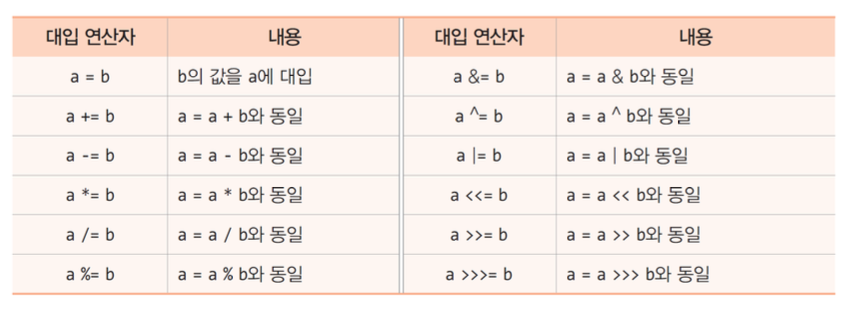 대입 연산자 내용 대입 연산자 내용
a = b b의 값을 a에 대입 a &= b a = a & b와 동일
a += b a = a + b와 동일 a ^= b a = a ^ b와 동일
a -= b a = a - b와 동일 a |= b a = a | b와 동일
a *= b a = a * b와 동일 a <<= b a = a << b와 동일
a /= b a = a / b와 동일 a >>= b a = a >> b와 동일
a %= b a = a % b와 동일 a >>>= b a = a >>> b와 동일